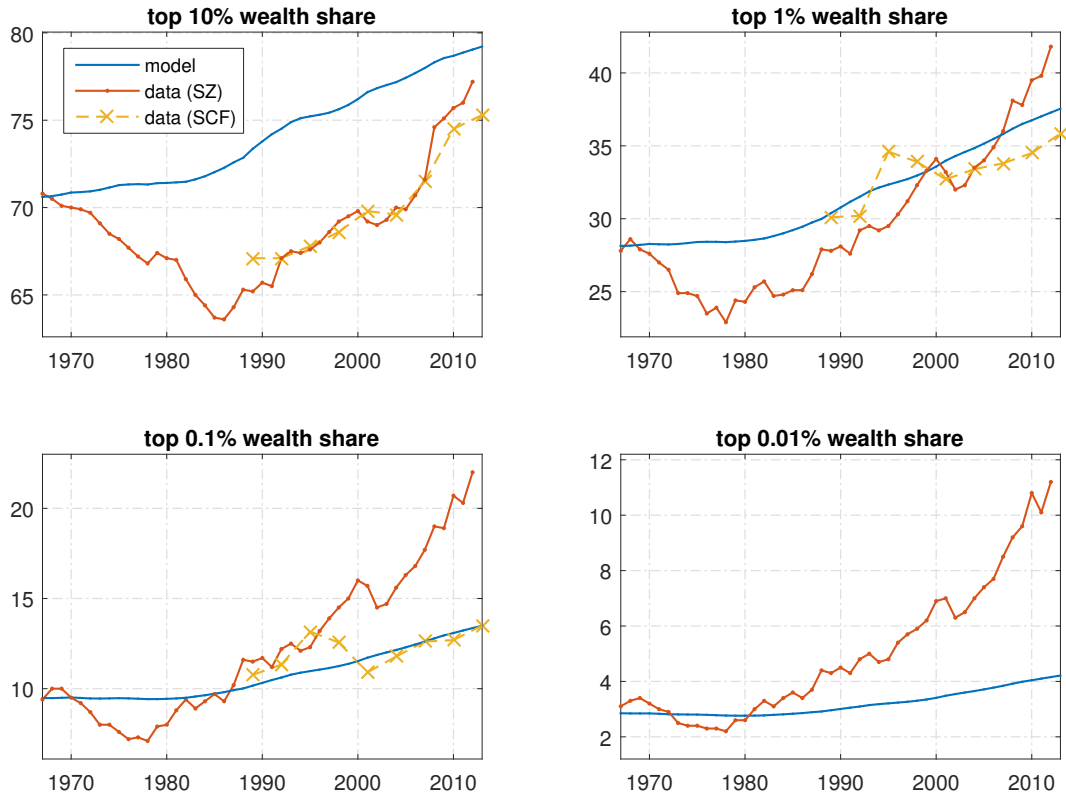 top 10% wealth share
80
75
70
65
model
data (SZ)
data (SCF)
1970 1980 1990 2000 2010
top 1% wealth share
40
35
30
25
1970 1980 1990 2000 2010
top 0.1% wealth share
20
15
10
1970 1980 1990 2000 2010
top 0.01% wealth share
12
10
8
6
4
2
1970 1980 1990 2000 2010